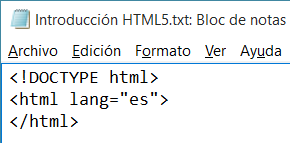 Introducción HTML5.txt: Bloc de notas
Archivo Edición Formato Ver Ayuda
<!DOCTYPE html>
<html lang="es">
</html>